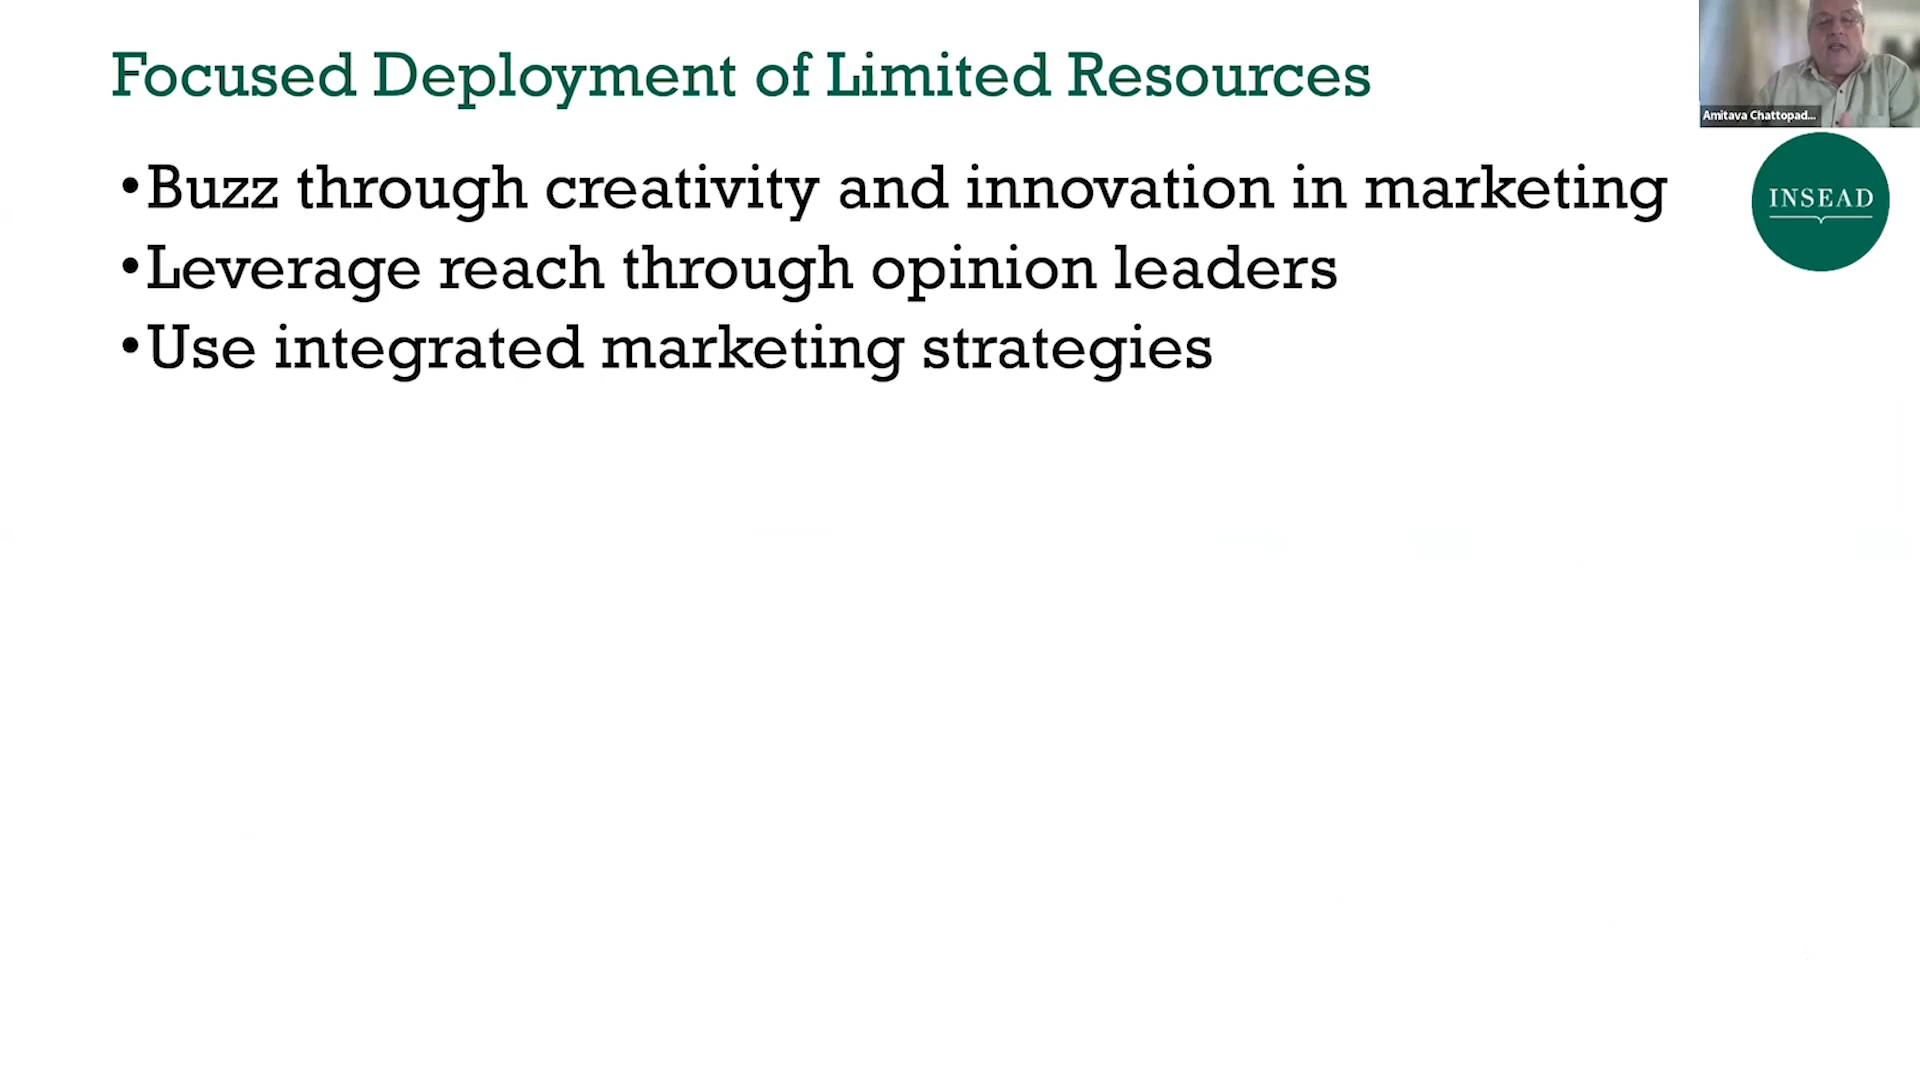 Focused Deployment of Limited Resources
•Buzz through creativity and innovation in marketing
•Leverage reach through opinion leaders
•Use integrated marketing strategies
Amitava Chattopad...
INSEAD